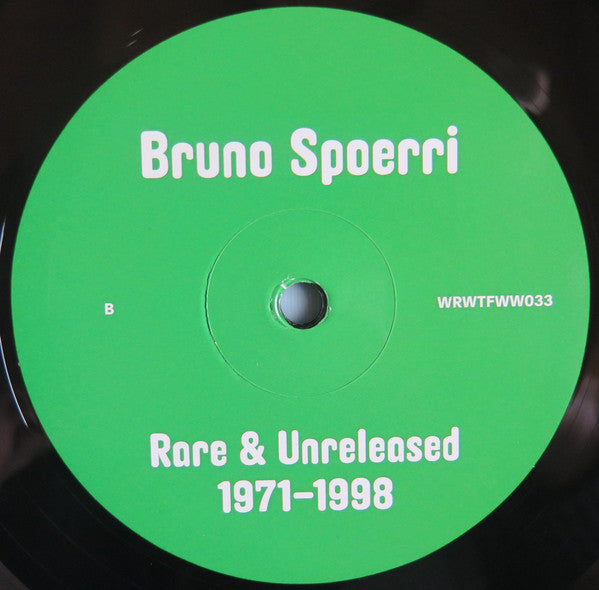 Bruno Spoerri
B
WRWTFWW033
Rare & Unreleased
1971–1998